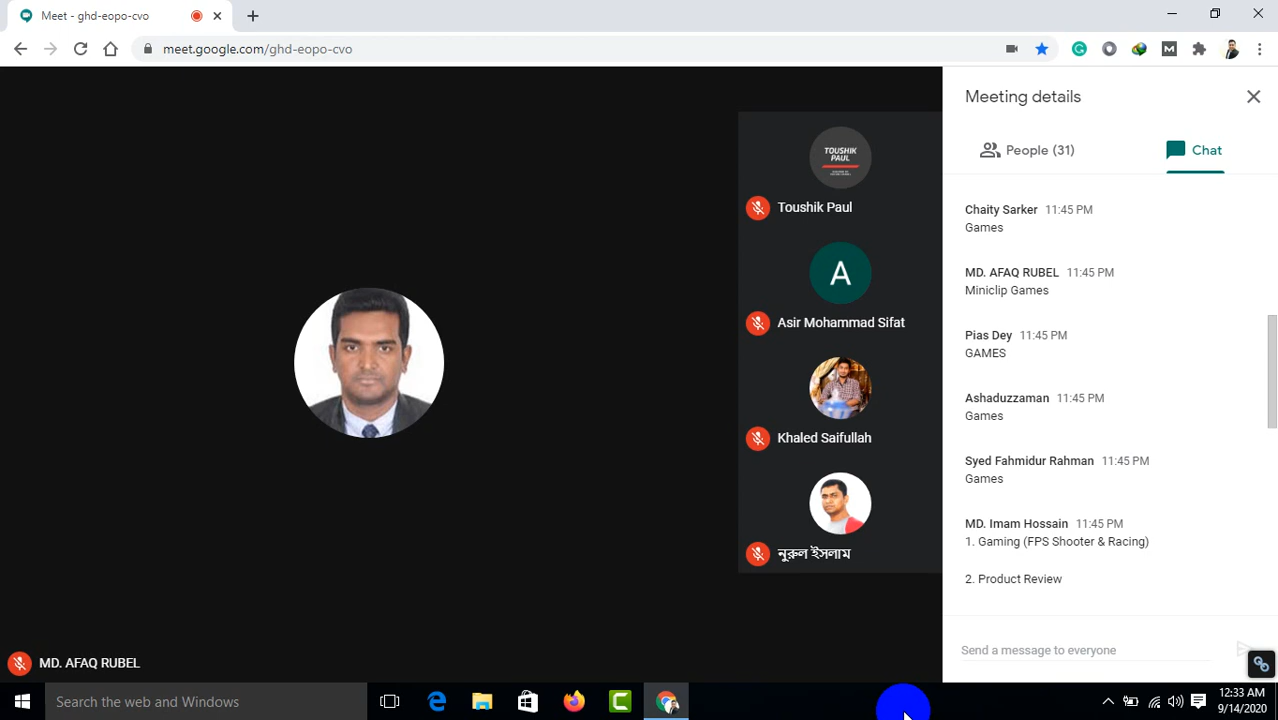 Meet - ghd-eopo-cvo
meet.google.com/ghd-eopo-cvo
Meeting details
People (31)
Chat
Chaity Sarker 11:45 PM
Games
MD. AFAQ RUBEL 11:45 PM
Miniclip Games
Pias Dey 11:45 PM
GAMES
Ashaduzzaman 11:45 PM
Games
Syed Fahmidur Rahman 11:45 PM
Games
MD. Imam Hossain 11:45 PM
1. Gaming (FPS Shooter & Racing)
2. Product Review
Send a message to everyone
TOUSHIK
PAUL
Toushik Paul
A
Asir Mohammad Sifat
Khaled Saifullah
নুরুল ইসলাম
MD. AFAQ RUBEL
Search the web and Windows
12:33 AM
9/14/2020